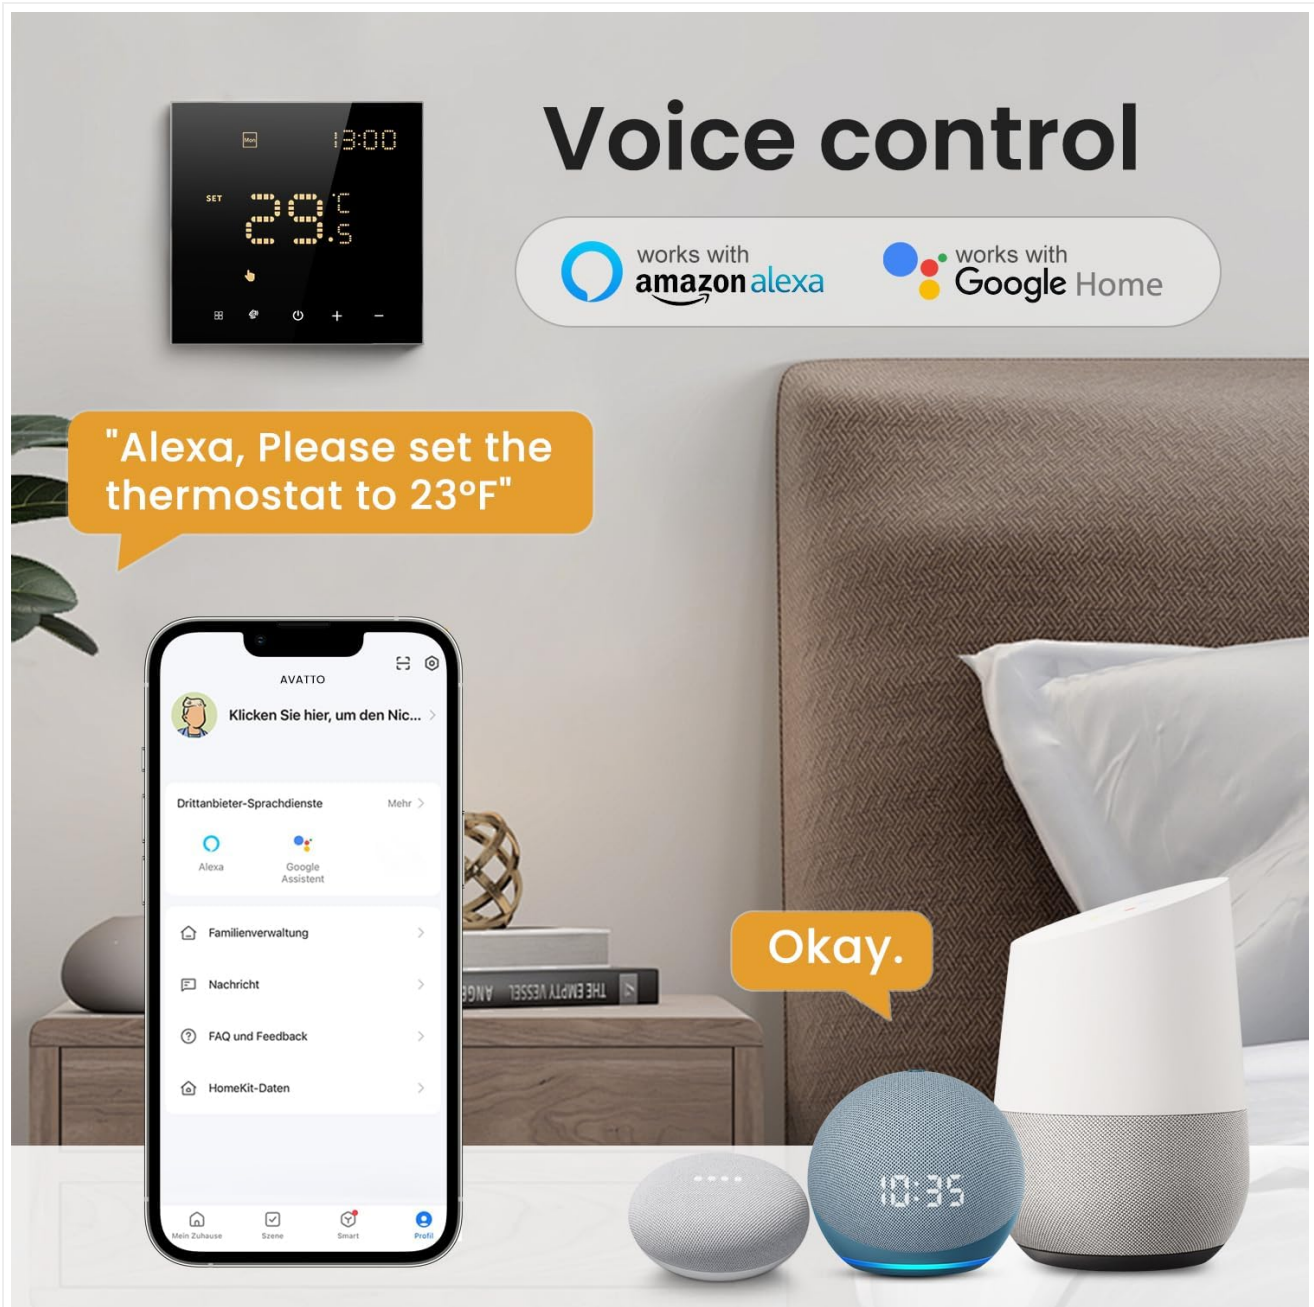 Voice control
works with
amazon alexa
works with
Google Home
Mon
13:00
SET
29.5
°C
"Alexa, Please set the
thermostat to 23°F"
AVATTO
Klicken Sie hier, um den Nic...
Drittanbieter-Sprachdienste
Mehr
Alexa
Google
Assistent
Familienverwaltung
Nachricht
FAQ und Feedback
HomeKit-Daten
Mein Zuhause
Szene
Smart
Profil
THE EMPTY VESSEL
Okay.
10:35